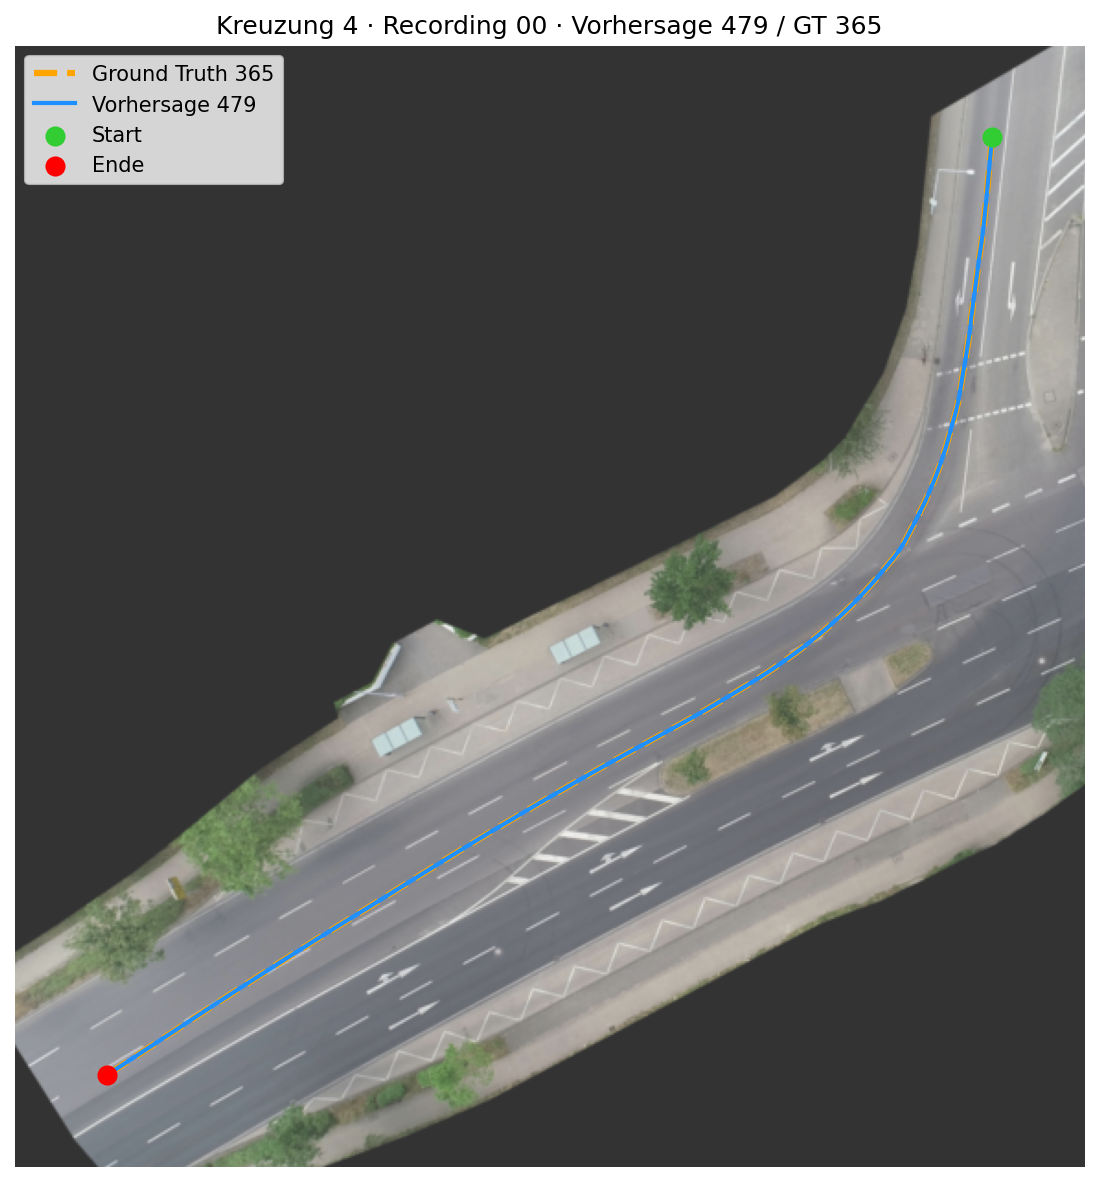 Kreuzung 4 · Recording 00 · Vorhersage 479 / GT 365
Ground Truth 365
Vorhersage 479
Start
Ende